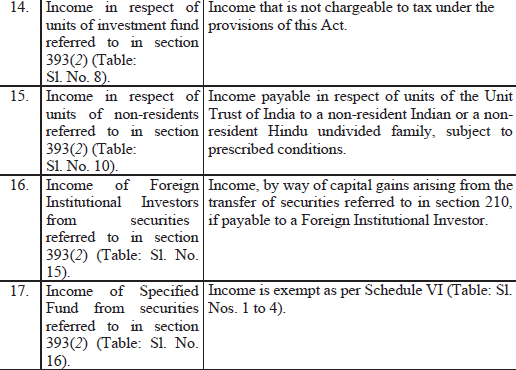 14. Income in respect of Income that is not chargeable to tax under the
units of investment fund provisions of this Act.
referred to in section
393(2) (Table:
Sl. No. 8).
15. Income in respect of Income payable in respect of units of the Unit
units of non-residents Trust of India to a non-resident Indian or a non-
referred to in section resident Hindu undivided family, subject to
393(2) (Table: prescribed conditions.
Sl. No. 10).
16. Income of Foreign Income, by way of capital gains arising from the
Institutional Investors transfer of securities referred to in section 210,
from securities if payable to a Foreign Institutional Investor.
referred to in section
393(2) (Table: Sl. No.
15).
17. Income of Specified Income is exempt as per Schedule VI (Table: Sl.
Fund from securities Nos. 1 to 4).
referred to in section
393(2) (Table: Sl. No.
16).